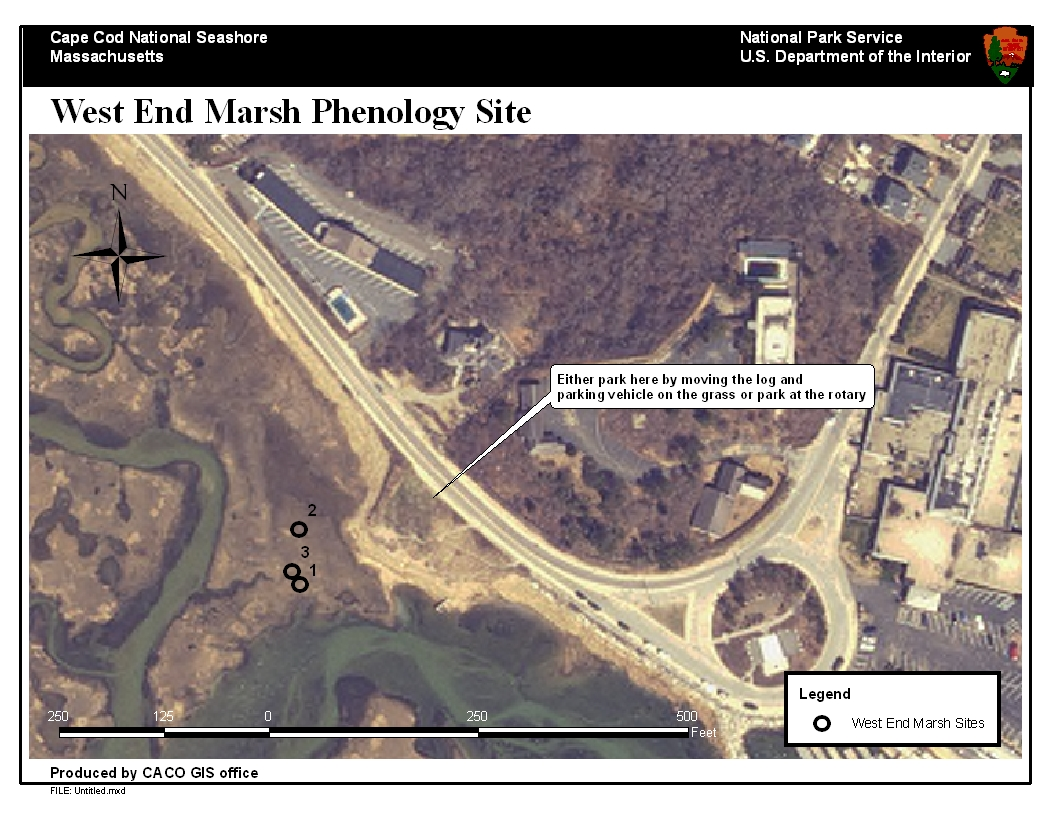 Cape Cod National Seashore
Massachusetts
National Park Service
U.S. Department of the Interior
West End Marsh Phenology Site
N
Either park here by moving the log and
parking vehicle on the grass or park at the rotary
2
3
1
250 125 0 250 500
Feet
Legend
West End Marsh Sites
Produced by CACO GIS office
FILE: Untitled.mxd